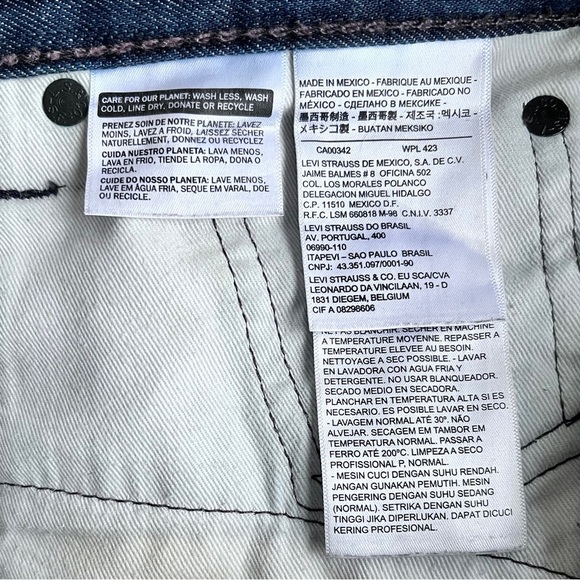 CARE FOR OUR PLANET: WASH LESS, WASH
COLD, LINE DRY. DONATE OR RECYCLE
PRENEZ SOIN DE NOTRE PLANETE: LAVEZ
MOINS, LAVEZ À FROID, LAISSEZ SÉCHER
NATURELLEMENT, DONNEZ OU RECYCLEZ
CUIDA NUESTRO PLANETA: LAVA MENOS,
LAVA EN FRIO, TIENDE LA ROPA, DONA O
RECICLA.
CUIDE DO NOSSO PLANETA: LAVE MENOS,
LAVE EM ÁGUA FRIA, SEQUE EM VARAL, DOE
OU RECICLE.
MADE IN MEXICO - FABRIQUE AU MEXIQUE -
FABRICADO EN MEXICO - FABRICADO NO
MÉXICO - СДЕЛАНО В МЕКСИКЕ -
墨西哥制造 - 墨西哥製造 - 제조국 :멕시코 -
メキシコ製 - BUATAN MEKSIKO
CA00342 WPL 423
LEVI STRAUSS DE MEXICO, S.A. DE C.V.
JAIME BALMES # 8 OFICINA 502
COL. LOS MORALES POLANCO
DELEGACION MIGUEL HIDALGO
C.P. 11510 MEXICO D.F.
R.F.C. LSM 660818 M-98 C.N.I.V. 3337
LEVI STRAUSS DO BRASIL
AV. PORTUGAL, 400
06990-110
ITAPEVI – SAO PAULO BRASIL
CNPJ: 43.351.097/0001-90
LEVI STRAUSS & CO. EU SCA/CVA
LEONARDO DA VINCILAAN, 19 - D
1831 DIEGEM, BELGIUM
CIF A 08298606
NE PAS BLANCHIR. SECHER EN MACHINE
A TEMPERATURE MOYENNE. REPASSER A
TEMPERATURE ELEVEE AU BESOIN.
NETTOYAGE A SEC POSSIBLE. - LAVAR
EN LAVADORA CON AGUA FRIA Y
DETERGENTE. NO USAR BLANQUEADOR.
SECADO MEDIO EN SECADORA.
PLANCHAR EN TEMPERATURA ALTA SI ES
NECESARIO. ES POSIBLE LAVAR EN SECO.
- LAVAGEM NORMAL ATÉ 30º. NÃO
ALVEJAR. SECAGEM EM TAMBOR EM
TEMPERATURA NORMAL. PASSAR A
FERRO ATÉ 200ºC. LIMPEZA A SECO
PROFISSIONAL P, NORMAL.
- MESIN CUCI DENGAN SUHU RENDAH.
JANGAN GUNAKAN PEMUTIH. MESIN
PENGERING DENGAN SUHU SEDANG
(NORMAL). SETRIKA DENGAN SUHU
TINGGI JIKA DIPERLUKAN. DAPAT DICUCI
KERING PROFESIONAL.